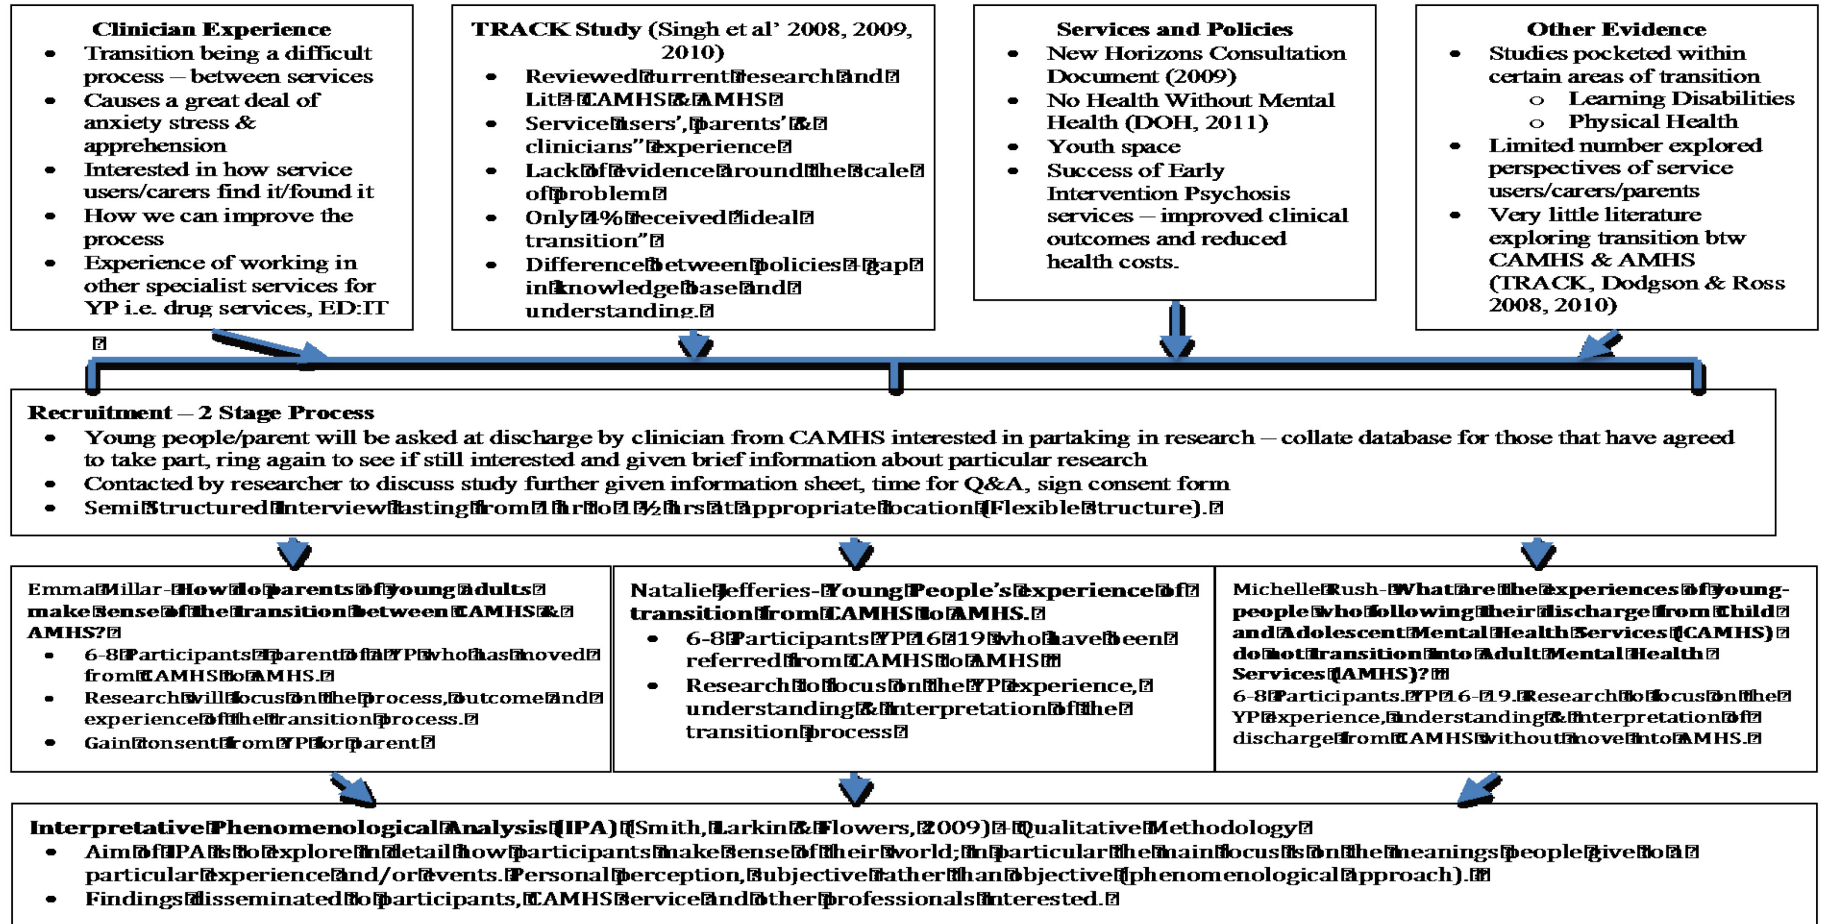 Clinician Experience
• Transition being a difficult
process – between services
• Causes a great deal of
anxiety stress &
apprehension
• Interested in how service
users/carers find it/found it
• How we can improve the
process
• Experience of working in
other specialist services for
YP i.e. drug services, ED:IT
TRACK Study (Singh et al’ 2008, 2009,
2010)
• Reviewed current research and
Lit – CAMHS & AMHS
• Service users’, parents’ &
clinicians” experience
• Lack of evidence around the scale
of problem
• Only 4% received “ideal
transition”
• Difference between policies – gap
in knowledge base and
understanding.
Services and Policies
• New Horizons Consultation
Document (2009)
• No Health Without Mental
Health (DOH, 2011)
• Youth space
• Success of Early
Intervention Psychosis
services – improved clinical
outcomes and reduced
health costs.
Other Evidence
• Studies pocketed within
certain areas of transition
o Learning Disabilities
o Physical Health
• Limited number explored
perspectives of service
users/carers/parents
• Very little literature
exploring transition btw
CAMHS & AMHS
(TRACK, Dodgson & Ross
2008, 2010)
Recruitment – 2 Stage Process
• Young people/parent will be asked at discharge by clinician from CAMHS interested in partaking in research – collate database for those that have agreed
to take part, ring again to see if still interested and given brief information about particular research
• Contacted by researcher to discuss study further given information sheet, time for Q&A, sign consent form
• Semi Structured Interview lasting from 1 hr to 1 ½ hrs at appropriate location (Flexible structure).
Emma Millar- How do parents of young adults
make sense of the transition between CAMHS &
AMHS?
• 6-8 Participants parent of a YP who has moved
from CAMHS to AMHS.
• Research will focus on the process, outcome and
experience of the transition process.
• Gain consent from YP for parent
Natalie Jefferies- Young People’s experience of
transition from CAMHS to AMHS.
• 6-8 Participants YP 16-19 who have been
referred from CAMHS to AMHS
• Research to focus on the YP experience,
understanding & interpretation of the
transition process
Michelle Rush- What are the experiences of young-
people who following their discharge from Child
and Adolescent Mental Health Services (CAMHS)
do not transition into Adult Mental Health
Services (AMHS)?
6-8 Participants. YP 16-19. Research to focus on the
YP experience, understanding & interpretation of
discharge from CAMHS without move into AMHS.
Interpretative Phenomenological Analysis (IPA) (Smith, Larkin & Flowers, 2009) – Qualitative Methodology
• Aim of IPA is to explore in detail how participants make sense of their world; in particular the main focus is on the meanings people give to a
particular experience and/or events. Personal perception, subjective rather than objective (phenomenological approach).
• Findings disseminated to participants, CAMHS service and other professionals interested.